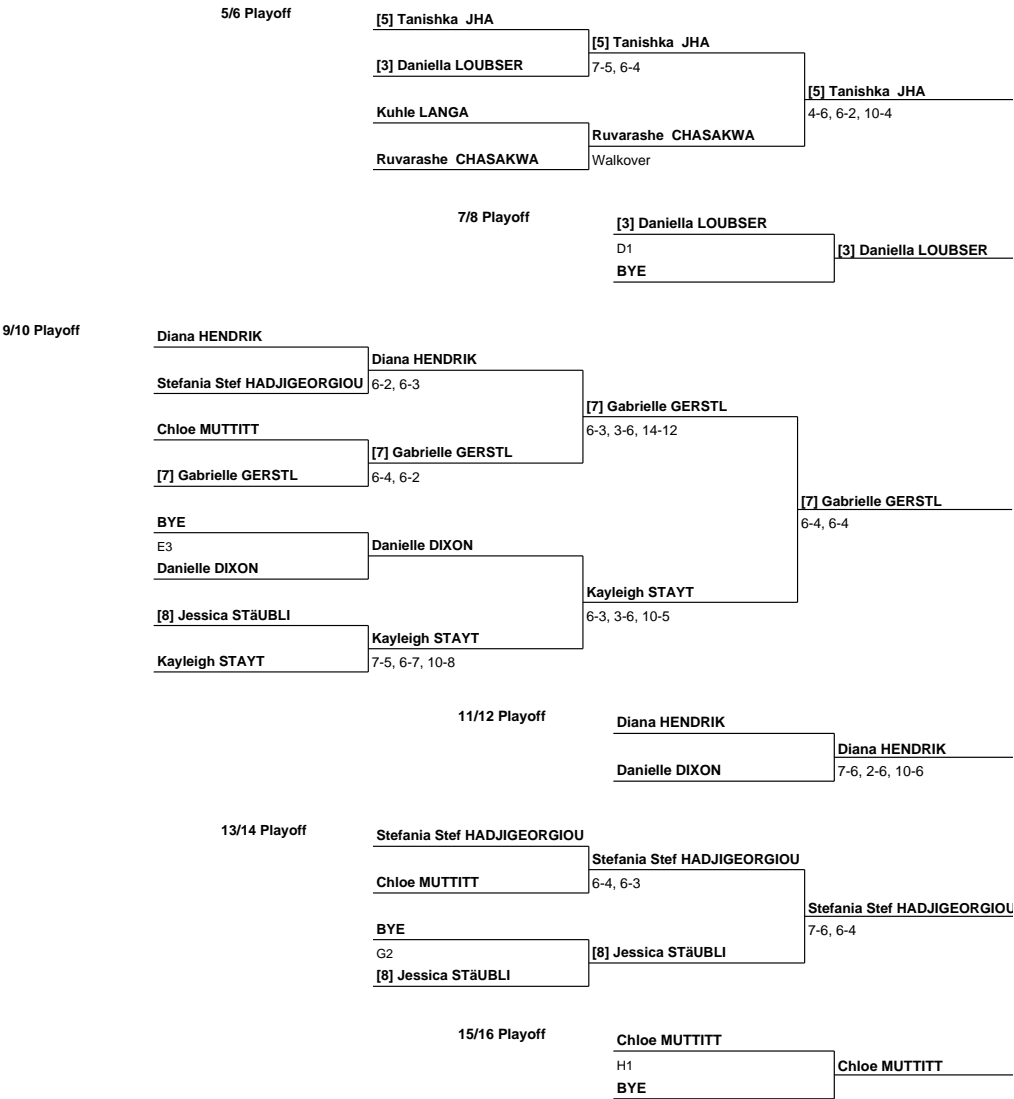 5/6 Playoff
[5] Tanishka JHA
[5] Tanishka JHA
[3] Daniella LOUBSER
7-5, 6-4
[5] Tanishka JHA
4-6, 6-2, 10-4
Kuhle LANGA
Ruvarashe CHASAKWA
Ruvarashe CHASAKWA
Walkover
7/8 Playoff
[3] Daniella LOUBSER
D1
[3] Daniella LOUBSER
BYE
9/10 Playoff
Diana HENDRIK
Diana HENDRIK
Stefania Stef HADJIGEORGIOU
6-2, 6-3
[7] Gabrielle GERSTL
6-3, 3-6, 14-12
Chloe MUTTITT
[7] Gabrielle GERSTL
[7] Gabrielle GERSTL
6-4, 6-2
[7] Gabrielle GERSTL
6-4, 6-4
BYE
E3
Danielle DIXON
Danielle DIXON
Kayleigh STAYT
6-3, 3-6, 10-5
[8] Jessica STäUBLI
Kayleigh STAYT
Kayleigh STAYT
7-5, 6-7, 10-8
11/12 Playoff
Diana HENDRIK
Diana HENDRIK
Danielle DIXON
7-6, 2-6, 10-6
13/14 Playoff
Stefania Stef HADJIGEORGIOU
Stefania Stef HADJIGEORGIOU
Chloe MUTTITT
6-4, 6-3
Stefania Stef HADJIGEORGIOU
7-6, 6-4
BYE
G2
[8] Jessica STäUBLI
[8] Jessica STäUBLI
15/16 Playoff
Chloe MUTTITT
H1
Chloe MUTTITT
BYE